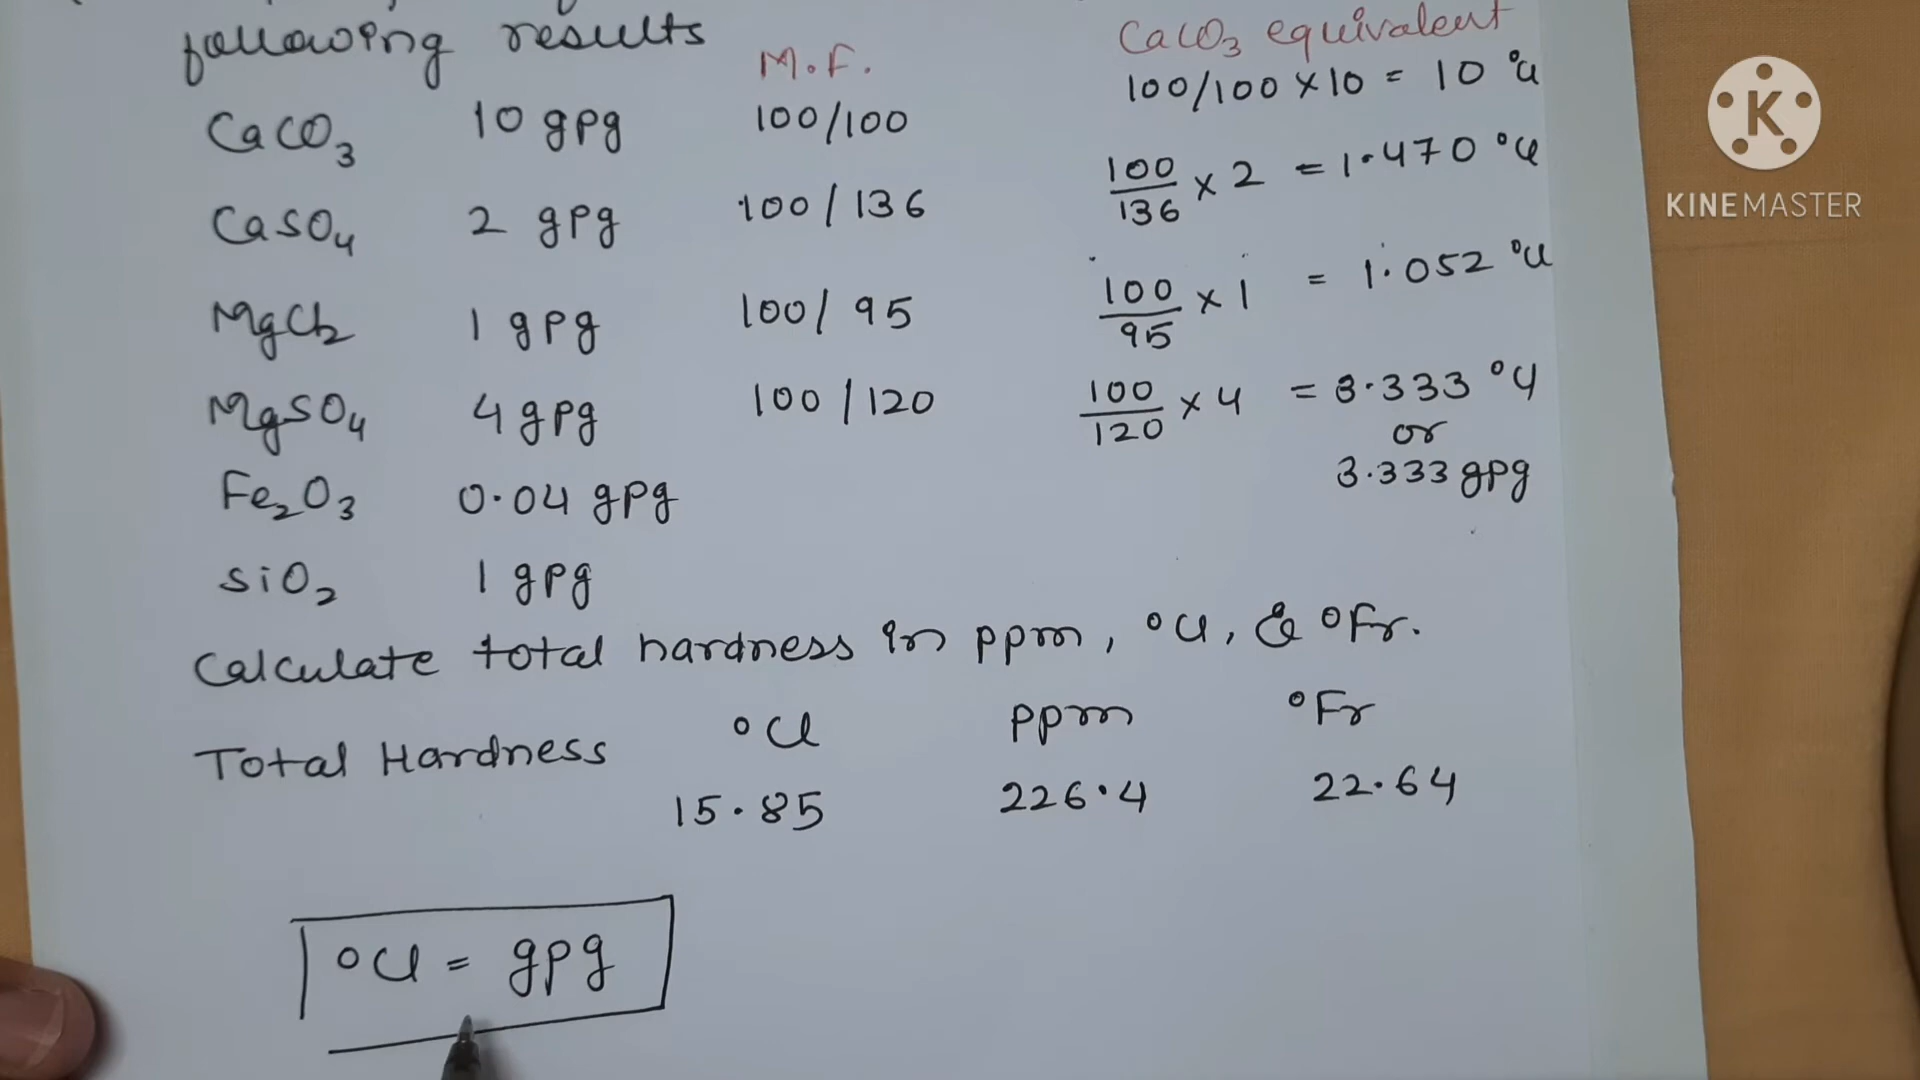 following results
M.F.
CaCO3 equivalent
CaCO3 10 gpg 100/100 100/100 × 10 = 10 °Cl
CaSO4 2 gpg 100/136 100/136 × 2 = 1.470 °Cl
MgCl2 1 gpg 100/95 100/95 × 1 = 1.052 °Cl
MgSO4 4 gpg 100/120 100/120 × 4 = 3.333 °Cl
or
3.333 gpg
Fe2O3 0.04 gpg
SiO2 1 gpg
Calculate total hardness in ppm, °Cl, & °Fr.
Total Hardness °Cl ppm °Fr
15.85 226.4 22.64
°Cl = gpg
K
KINEMASTER